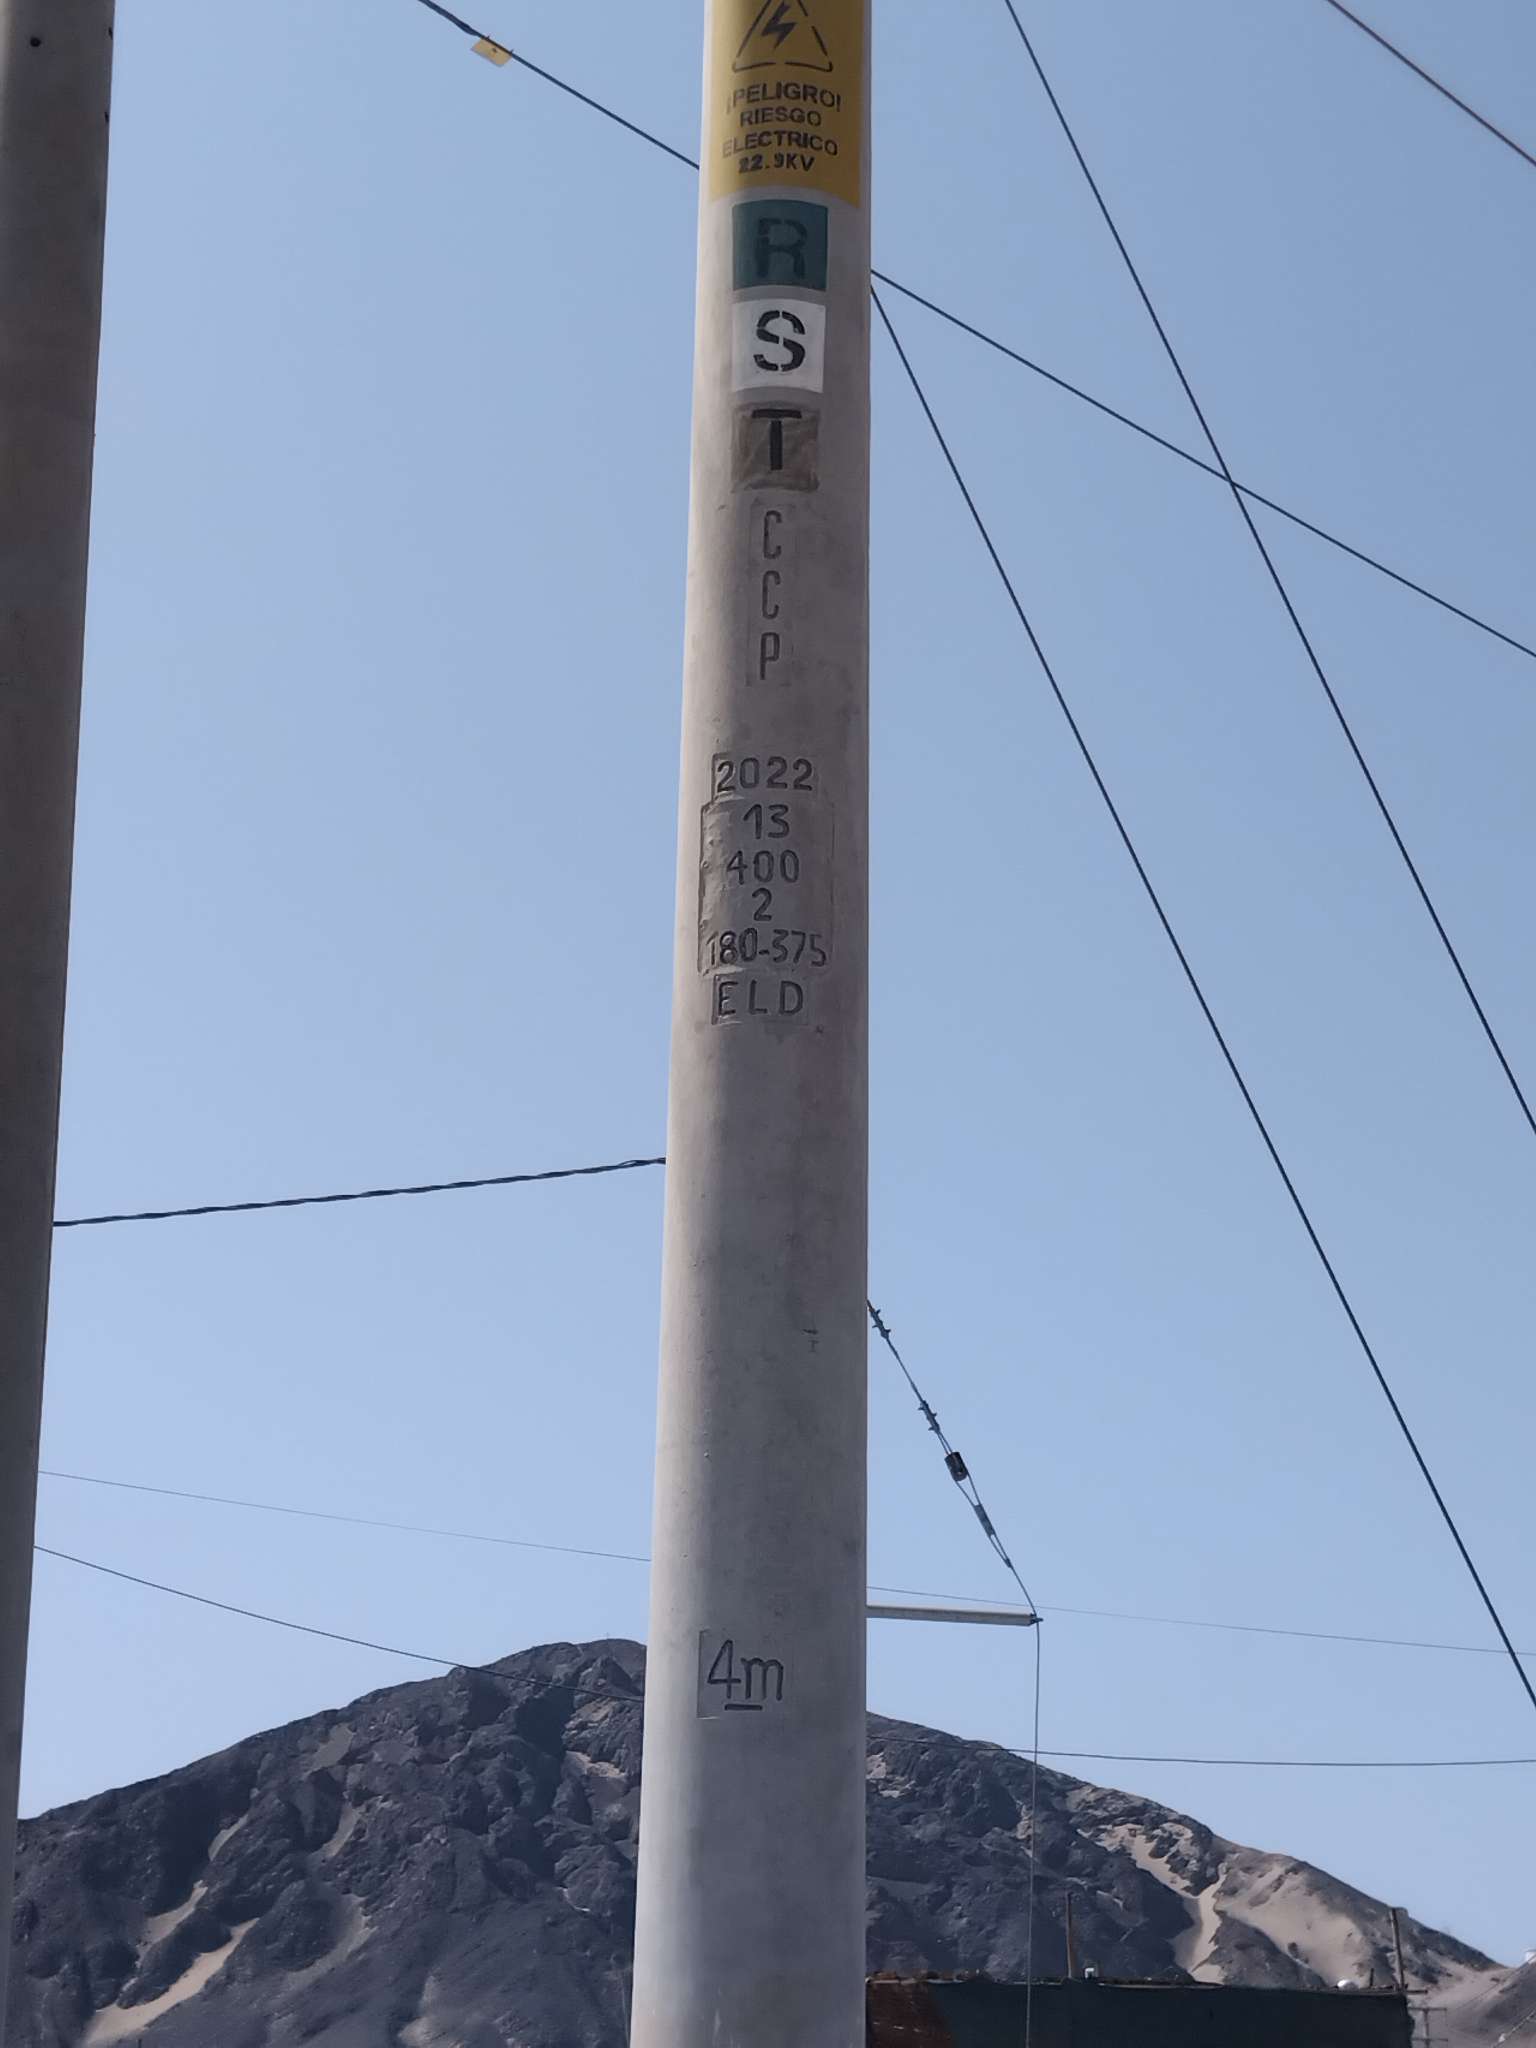 ¡PELIGRO!
RIESGO
ELECTRICO
22.9KV
R
S
T
C
C
P
2022
13
400
2
180-375
ELD
4m